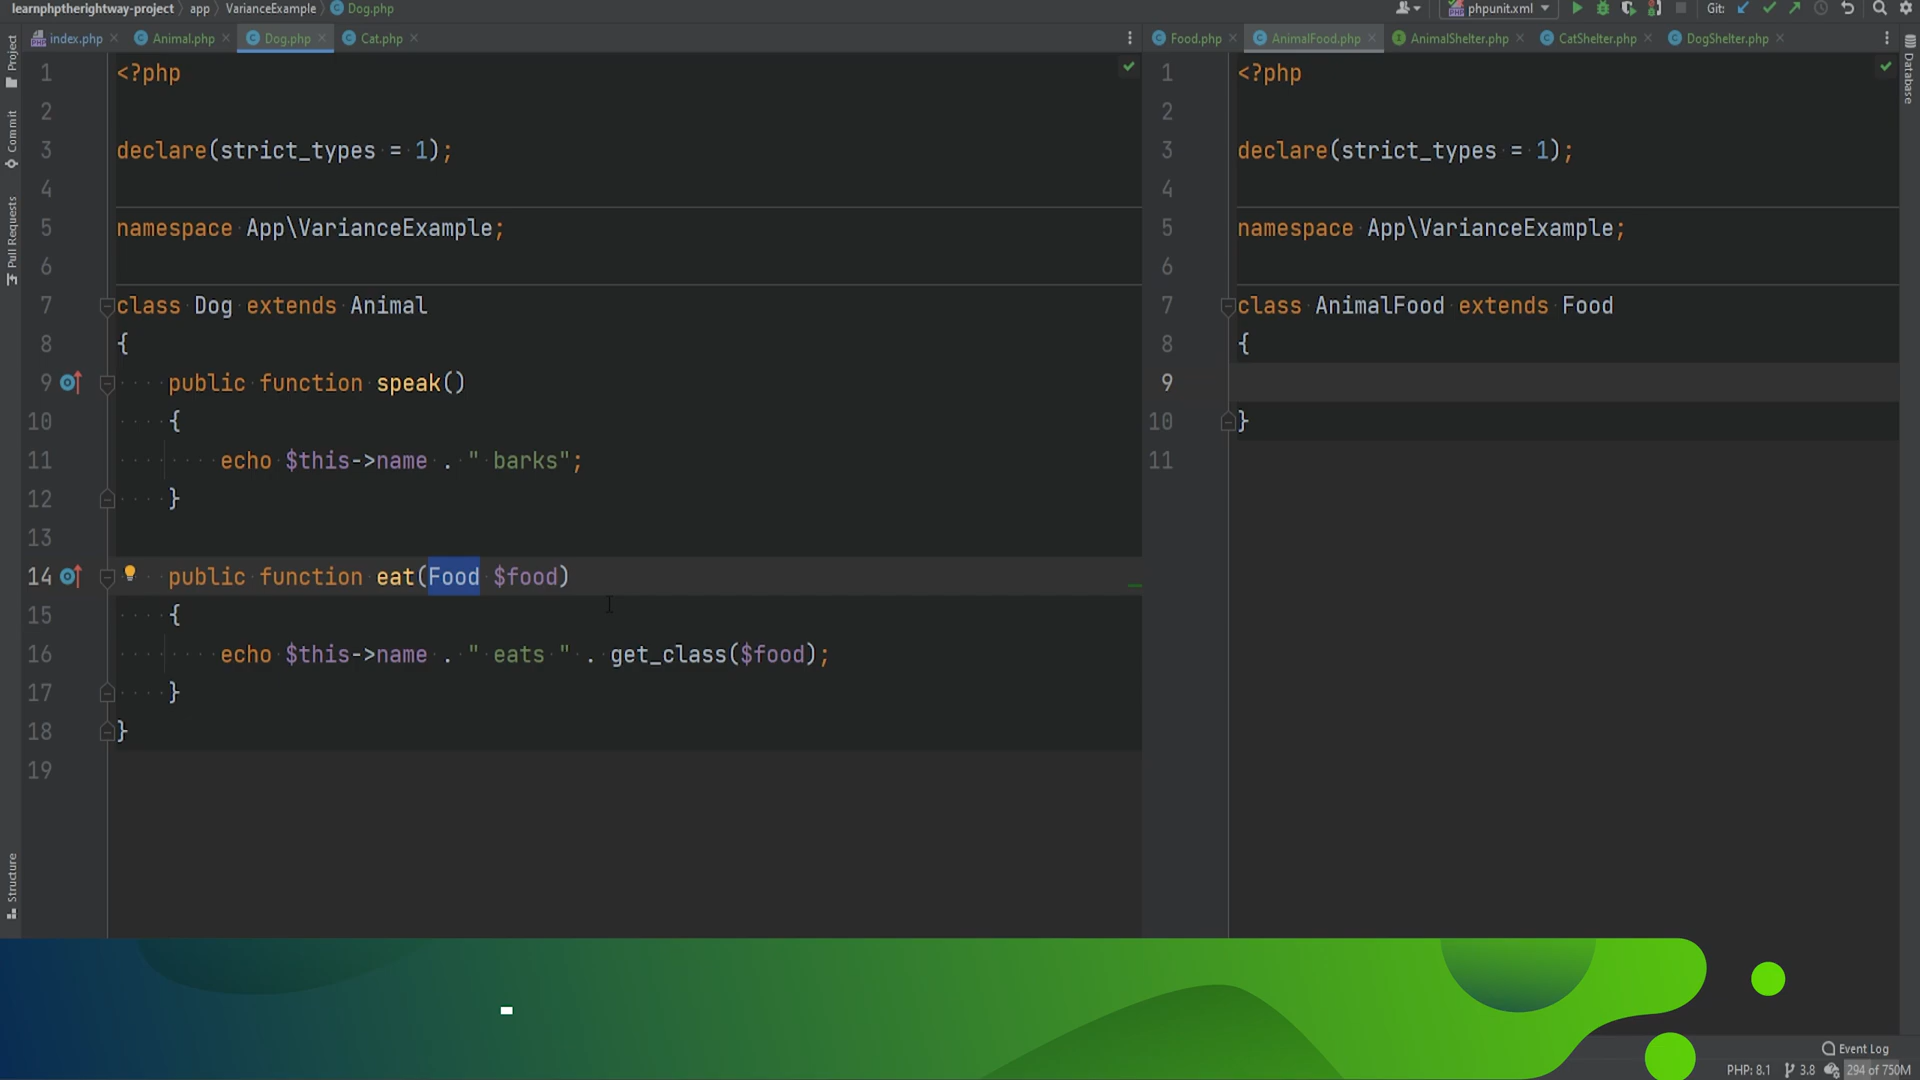 learnphptherightway-project app VarianceExample Dog.php
phpunit.xml Git:
index.php Animal.php Dog.php Cat.php
Food.php AnimalFood.php AnimalShelter.php CatShelter.php DogShelter.php
Project
Commit
Pull Requests
Structure
Database
1 <?php
2
3 declare(strict_types = 1);
4
5 namespace App\VarianceExample;
6
7 class Dog extends Animal
8 {
9 public function speak()
10 {
11 echo $this->name . " barks";
12 }
13
14 public function eat(Food $food)
15 {
16 echo $this->name . " eats " . get_class($food);
17 }
18 }
19
1 <?php
2
3 declare(strict_types = 1);
4
5 namespace App\VarianceExample;
6
7 class AnimalFood extends Food
8 {
9
10 }
11
Event Log
PHP: 8.1 3.8 294 of 750M